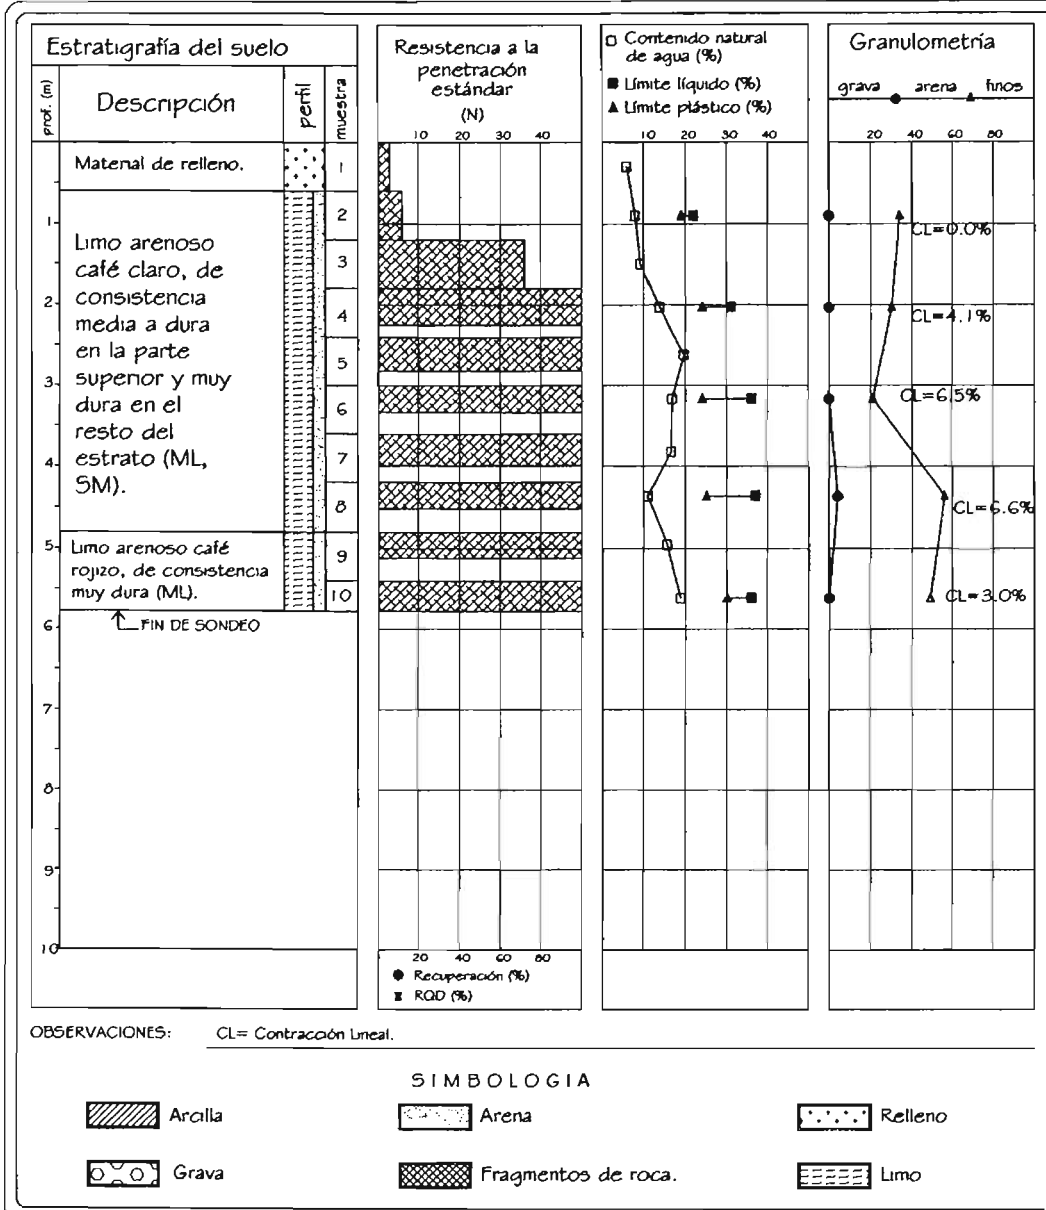 Estratigrafía del suelo
prof. (m)
Descripción
perfil
muestra
Material de relleno.
Limo arenoso
café claro, de
consistencia
media a dura
en la parte
superior y muy
dura en el
resto del
estrato (ML,
SM).
Limo arenoso café
rojizo, de consistencia
muy dura (ML).
FIN DE SONDEO
1
2
3
4
5
6
7
8
9
10
1
2
3
4
5
6
7
8
9
10
Resistencia a la
penetración
estándar
(N)
10 20 30 40
20 40 60 80
Recuperación (%)
RQD (%)
Contenido natural
de agua (%)
Límite líquido (%)
Límite plástico (%)
10 20 30 40
Granulometría
grava arena finos
20 40 60 80
CL=0.0%
CL=4.1%
CL=6.5%
CL=6.6%
CL=3.0%
OBSERVACIONES: CL= Contracción Lineal.
SIMBOLOGIA
Arcilla Arena Relleno
Grava Fragmentos de roca. Limo